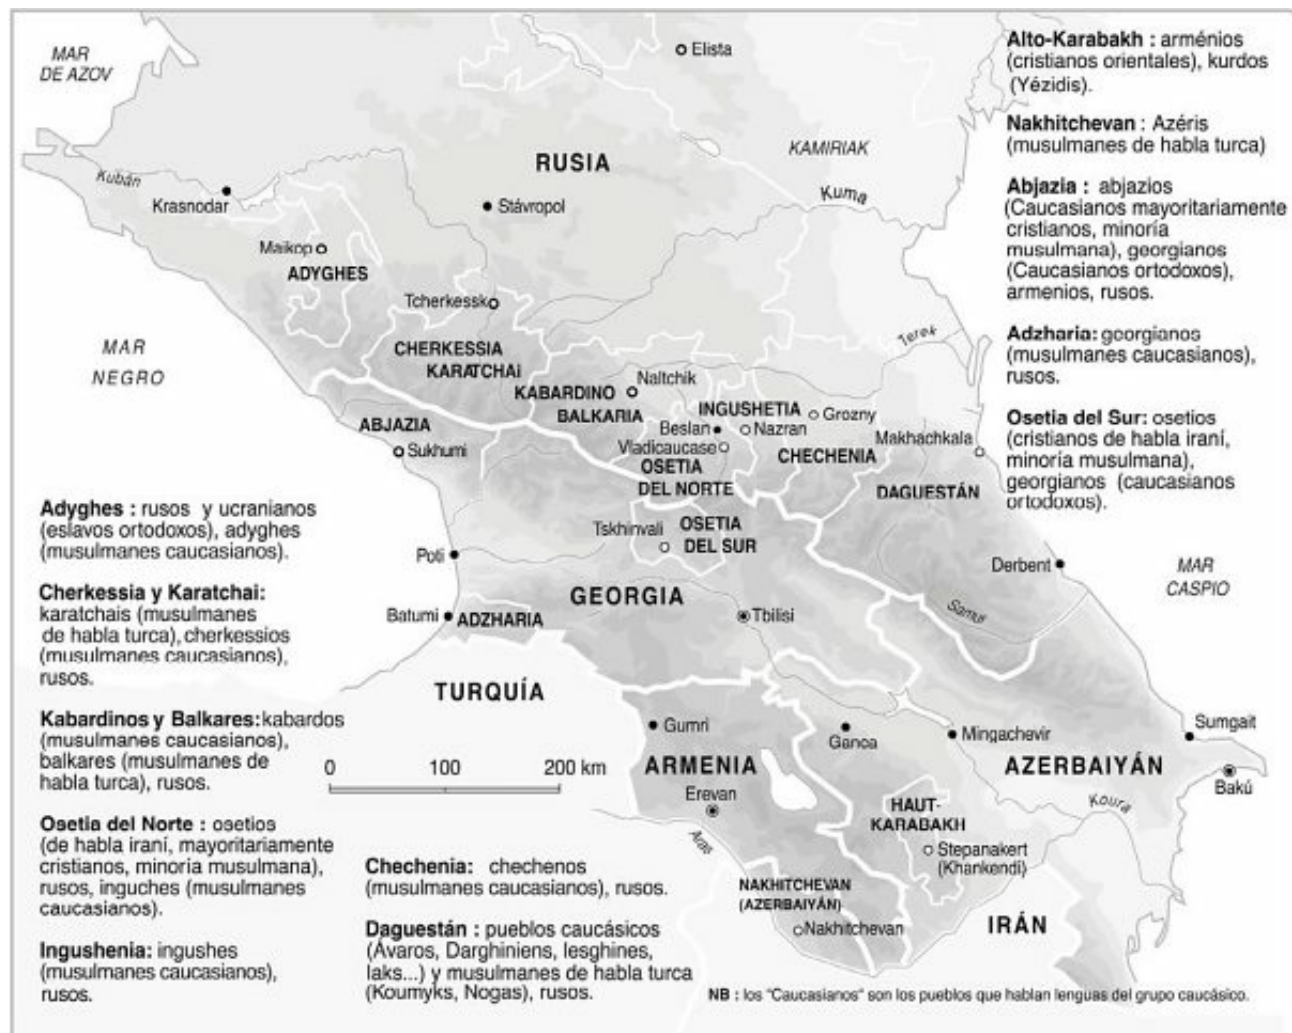 MAR
DE AZOV
Elista
RUSIA
KAMIRIAK
Kuma
Kubán
Krasnodar
Stávropol
Maikop
ADYGHES
Tcherkessk
CHERKESSIA
KARATCHAi
MAR
NEGRO
Terek
KABARDINO
BALKARIA
Naltchik
INGUSHETIA
Grozny
Beslan
Nazran
Vladicaucase
CHECHENIA
Makhachkala
ABJAZIA
Sukhumi
OSETIA
DEL NORTE
DAGUESTÁN
Tskhinvali
OSETIA
DEL SUR
Poti
Derbent
MAR
CASPIO
GEORGIA
Samur
Batumi
ADZHARIA
Tbilisi
TURQUÍA
Gumri
Ganoa
Mingachevir
Sumgait
ARMENIA
AZERBAIYÁN
Bakú
Erevan
HAUT-
KARABAKH
Koura
Aras
Stepanakert
(Khankendi)
NAKHITCHEVAN
(AZERBAIYÁN)
Nakhitchevan
IRÁN
0 100 200 km
Alto-Karabakh : arménios
(cristianos orientales), kurdos
(Yézidis).
Nakhitchevan : Azéris
(musulmanes de habla turca)
Abjazia : abjazios
(Caucasianos mayoritariamente
cristianos, minoría
musulmana), georgianos
(Caucasianos ortodoxos),
armenios, rusos.
Adzharia: georgianos
(musulmanes caucasianos),
rusos.
Osetia del Sur: osetios
(cristianos de habla iraní,
minoría musulmana),
georgianos (caucasianos
ortodoxos).
Adyghes : rusos y ucranianos
(eslavos ortodoxos), adyghes
(musulmanes caucasianos).
Cherkessia y Karatchai:
karatchais (musulmanes
de habla turca), cherkessios
(musulmanes caucasianos),
rusos.
Kabardinos y Balkares: kabardos
(musulmanes caucasianos),
balkares (musulmanes de
habla turca), rusos.
Osetia del Norte : osetios
(de habla iraní, mayoritariamente
cristianos, minoría musulmana),
rusos, inguches (musulmanes
caucasianos).
Ingushenia: ingushes
(musulmanes caucasianos),
rusos.
Chechenia: chechenos
(musulmanes caucasianos), rusos.
Daguestán : pueblos caucásicos
(Ávaros, Darghiniens, lesghines,
laks...) y musulmanes de habla turca
(Koumyks, Nogas), rusos.
NB : los "Caucasianos" son los pueblos que hablan lenguas del grupo caucásico.